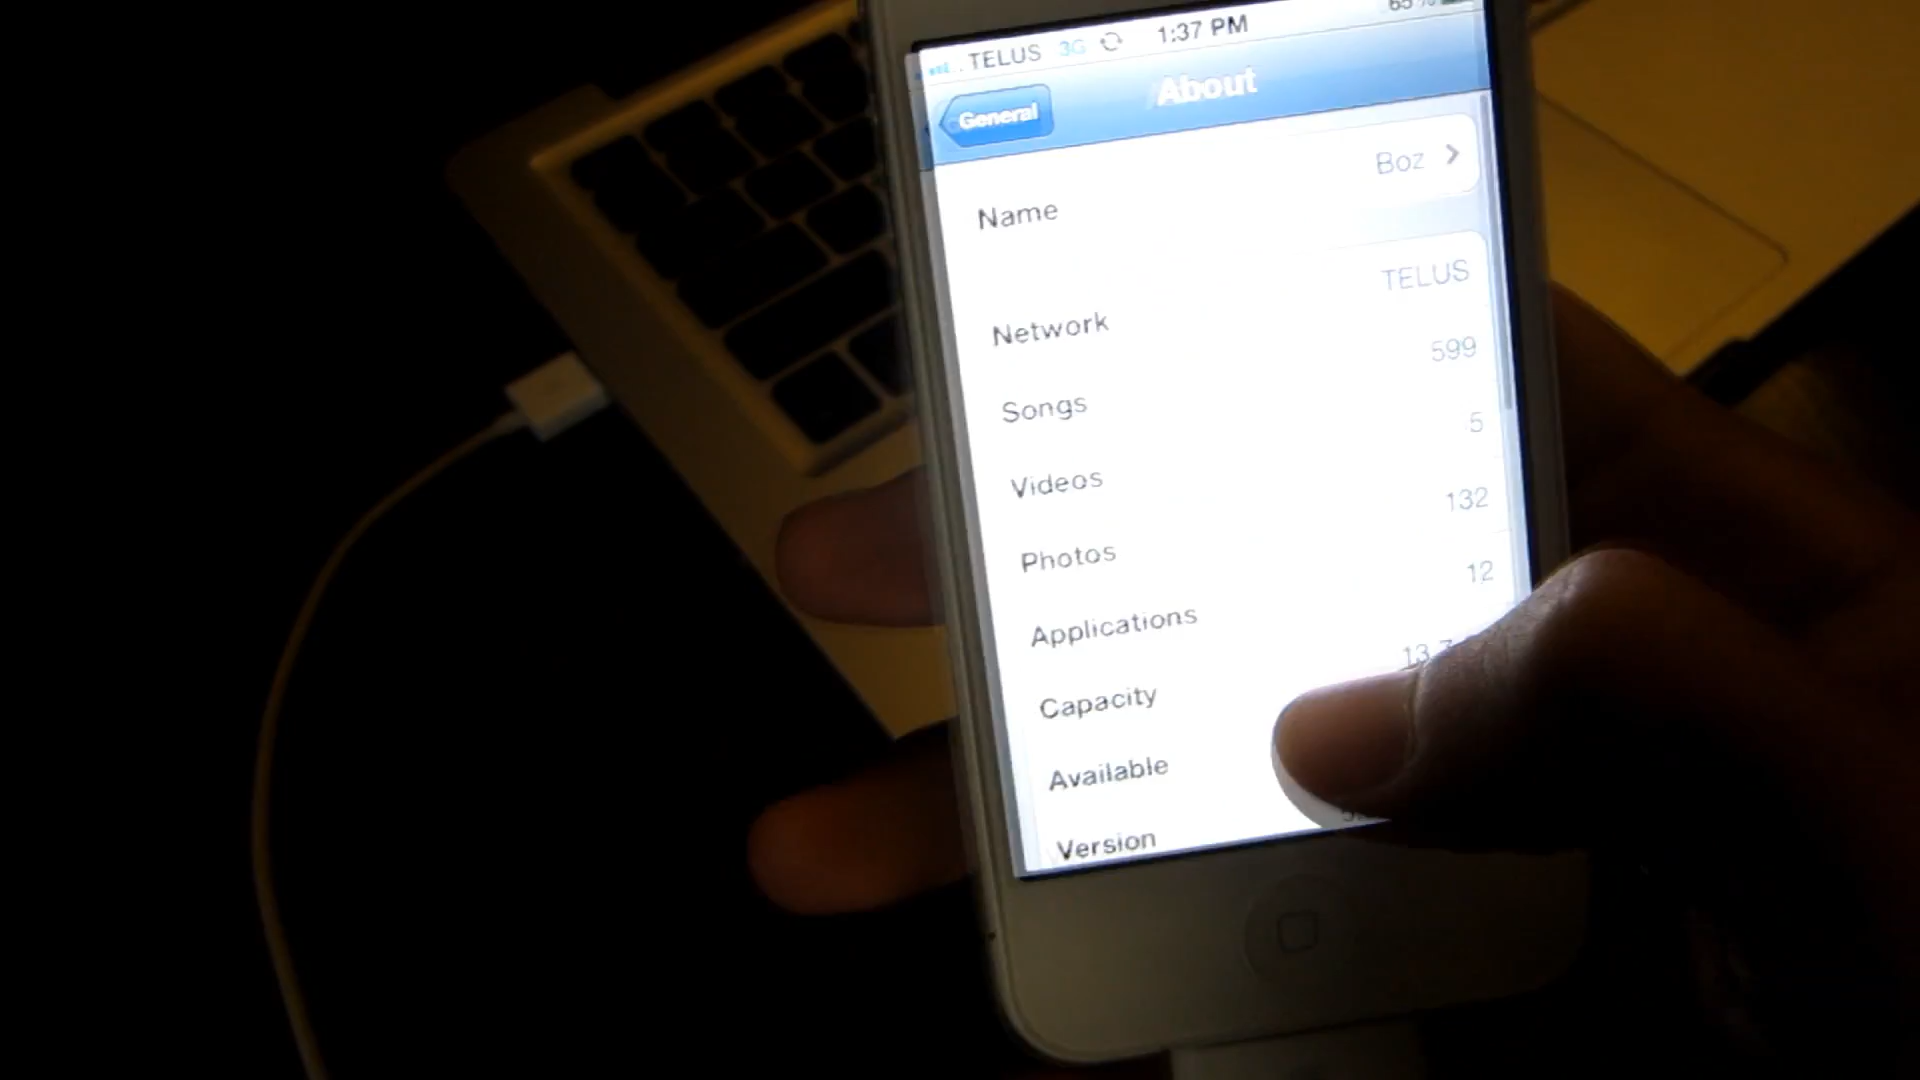 TELUS 3G 1:37 PM 65%
General About
Name Boz
Network TELUS
Songs 599
Videos 5
Photos 132
Applications 12
Capacity
Available
Version